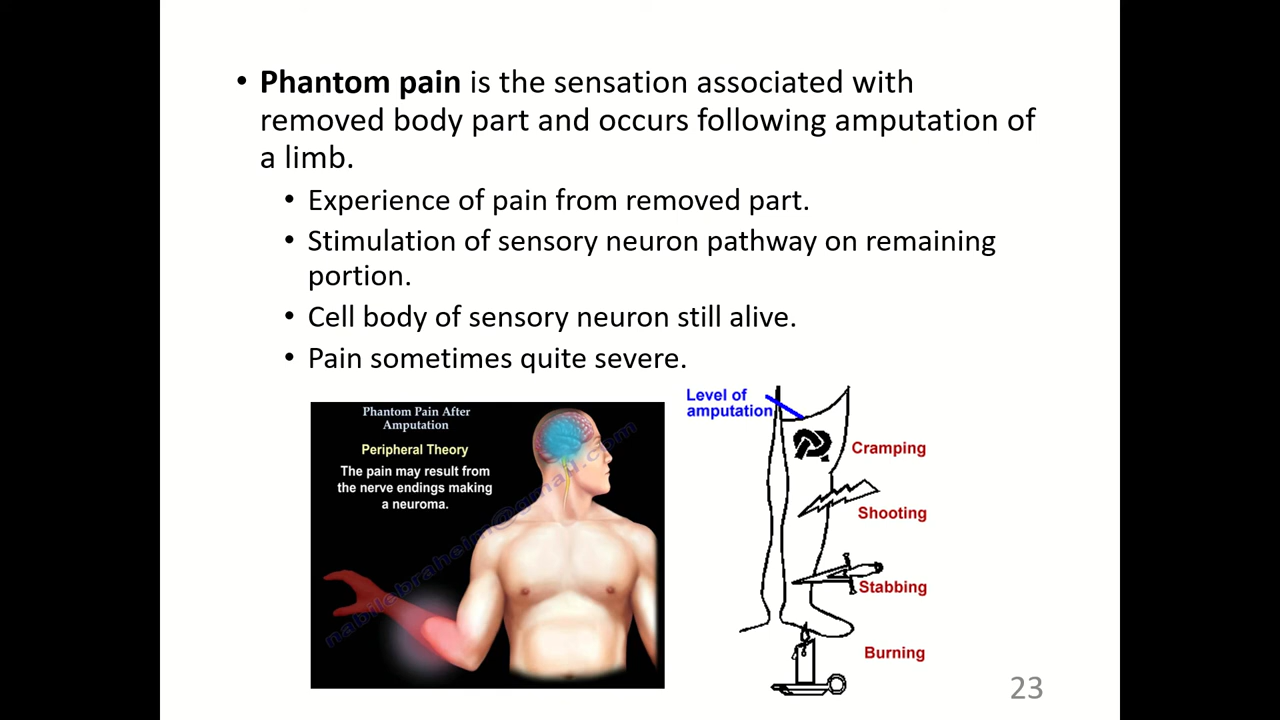 • Phantom pain is the sensation associated with
removed body part and occurs following amputation of
a limb.
• Experience of pain from removed part.
• Stimulation of sensory neuron pathway on remaining
portion.
• Cell body of sensory neuron still alive.
• Pain sometimes quite severe.
Phantom Pain After
Amputation
Peripheral Theory
The pain may result from
the nerve endings making
a neuroma.
nabilebraheim@gmail.com
Level of
amputation
Cramping
Shooting
Stabbing
Burning
23